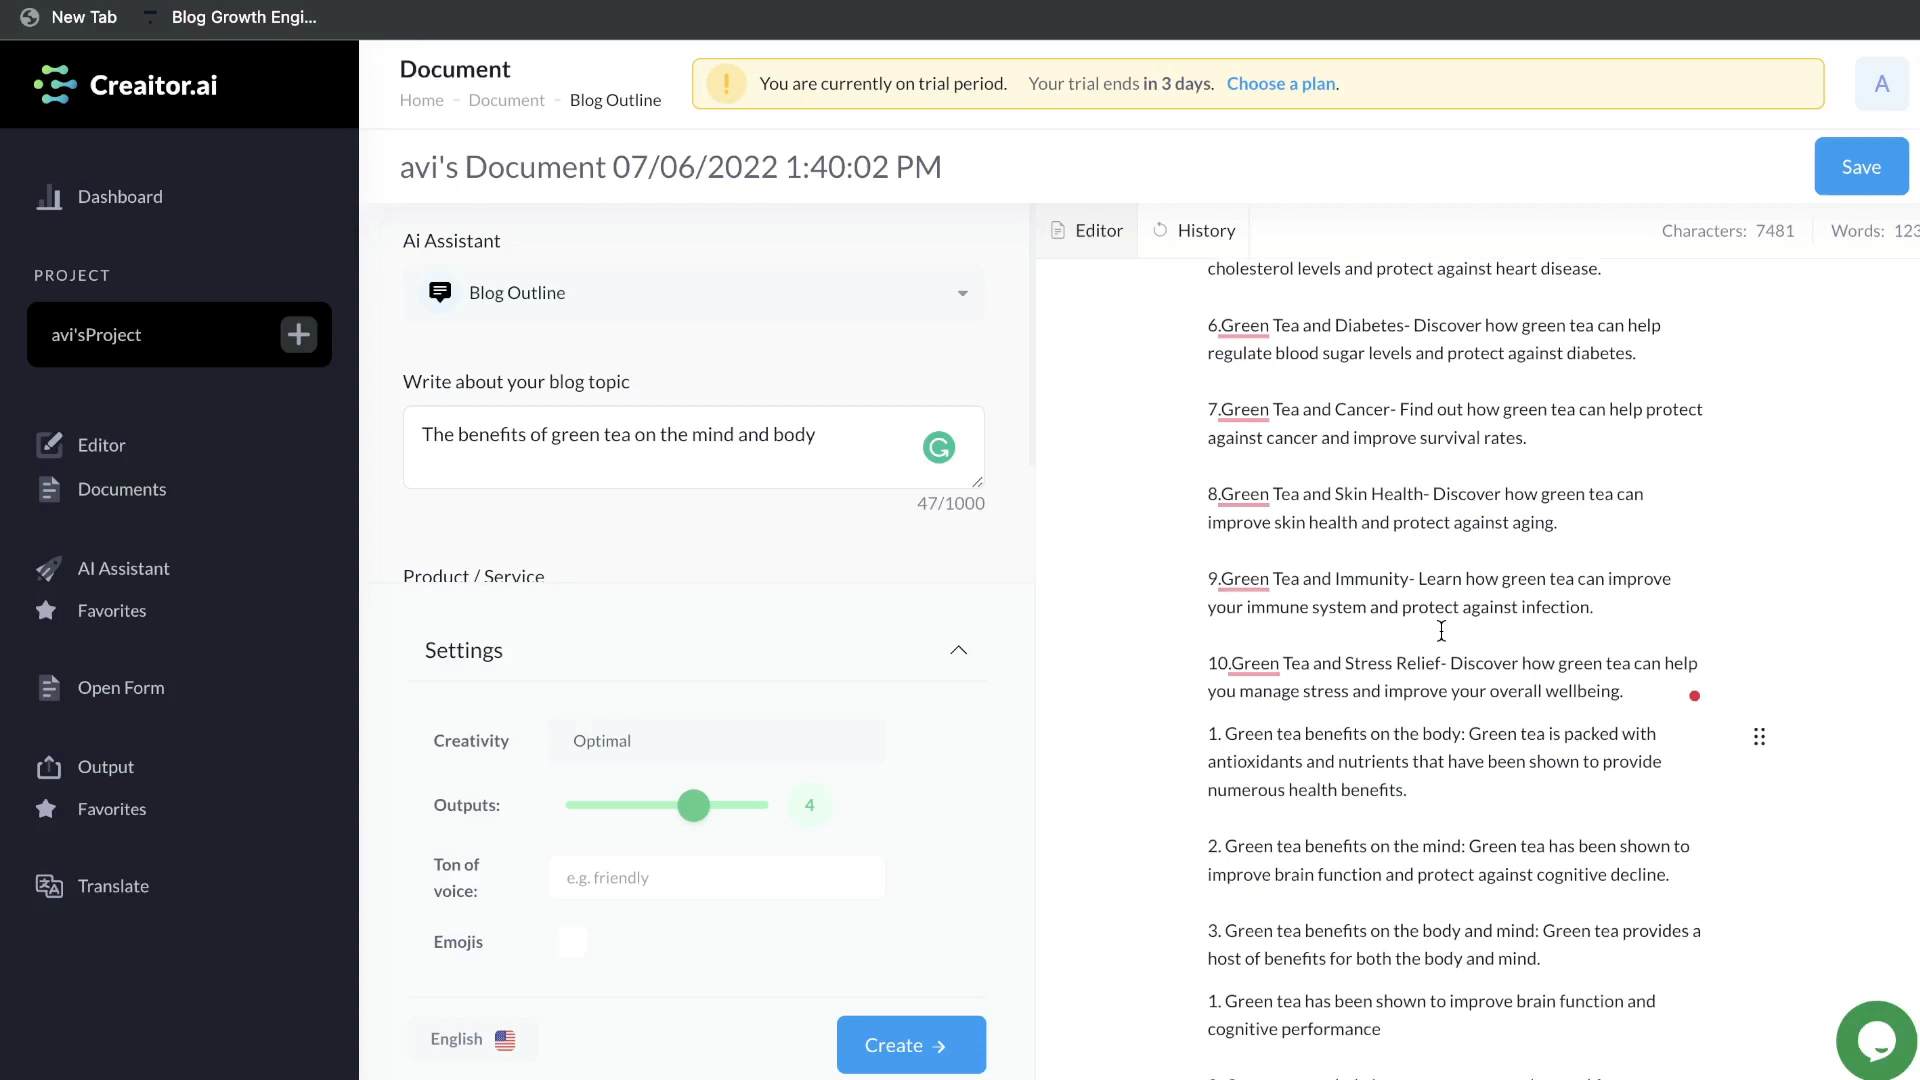 New Tab
Blog Growth Engi...
Creaitor.ai
Document
Home - Document - Blog Outline
You are currently on trial period. Your trial ends in 3 days. Choose a plan.
A
avi's Document 07/06/2022 1:40:02 PM
Save
Dashboard
PROJECT
avi'sProject
Editor
Documents
AI Assistant
Favorites
Open Form
Output
Favorites
Translate
Ai Assistant
Blog Outline
Write about your blog topic
The benefits of green tea on the mind and body
47/1000
Product / Service
Settings
Creativity
Optimal
Outputs:
4
Ton of
voice:
e.g. friendly
Emojis
English
Create →
Editor
History
Characters: 7481
Words: 123
cholesterol levels and protect against heart disease.
6.Green Tea and Diabetes- Discover how green tea can help
regulate blood sugar levels and protect against diabetes.
7.Green Tea and Cancer- Find out how green tea can help protect
against cancer and improve survival rates.
8.Green Tea and Skin Health- Discover how green tea can
improve skin health and protect against aging.
9.Green Tea and Immunity- Learn how green tea can improve
your immune system and protect against infection.
10.Green Tea and Stress Relief- Discover how green tea can help
you manage stress and improve your overall wellbeing.
1. Green tea benefits on the body: Green tea is packed with
antioxidants and nutrients that have been shown to provide
numerous health benefits.
2. Green tea benefits on the mind: Green tea has been shown to
improve brain function and protect against cognitive decline.
3. Green tea benefits on the body and mind: Green tea provides a
host of benefits for both the body and mind.
1. Green tea has been shown to improve brain function and
cognitive performance